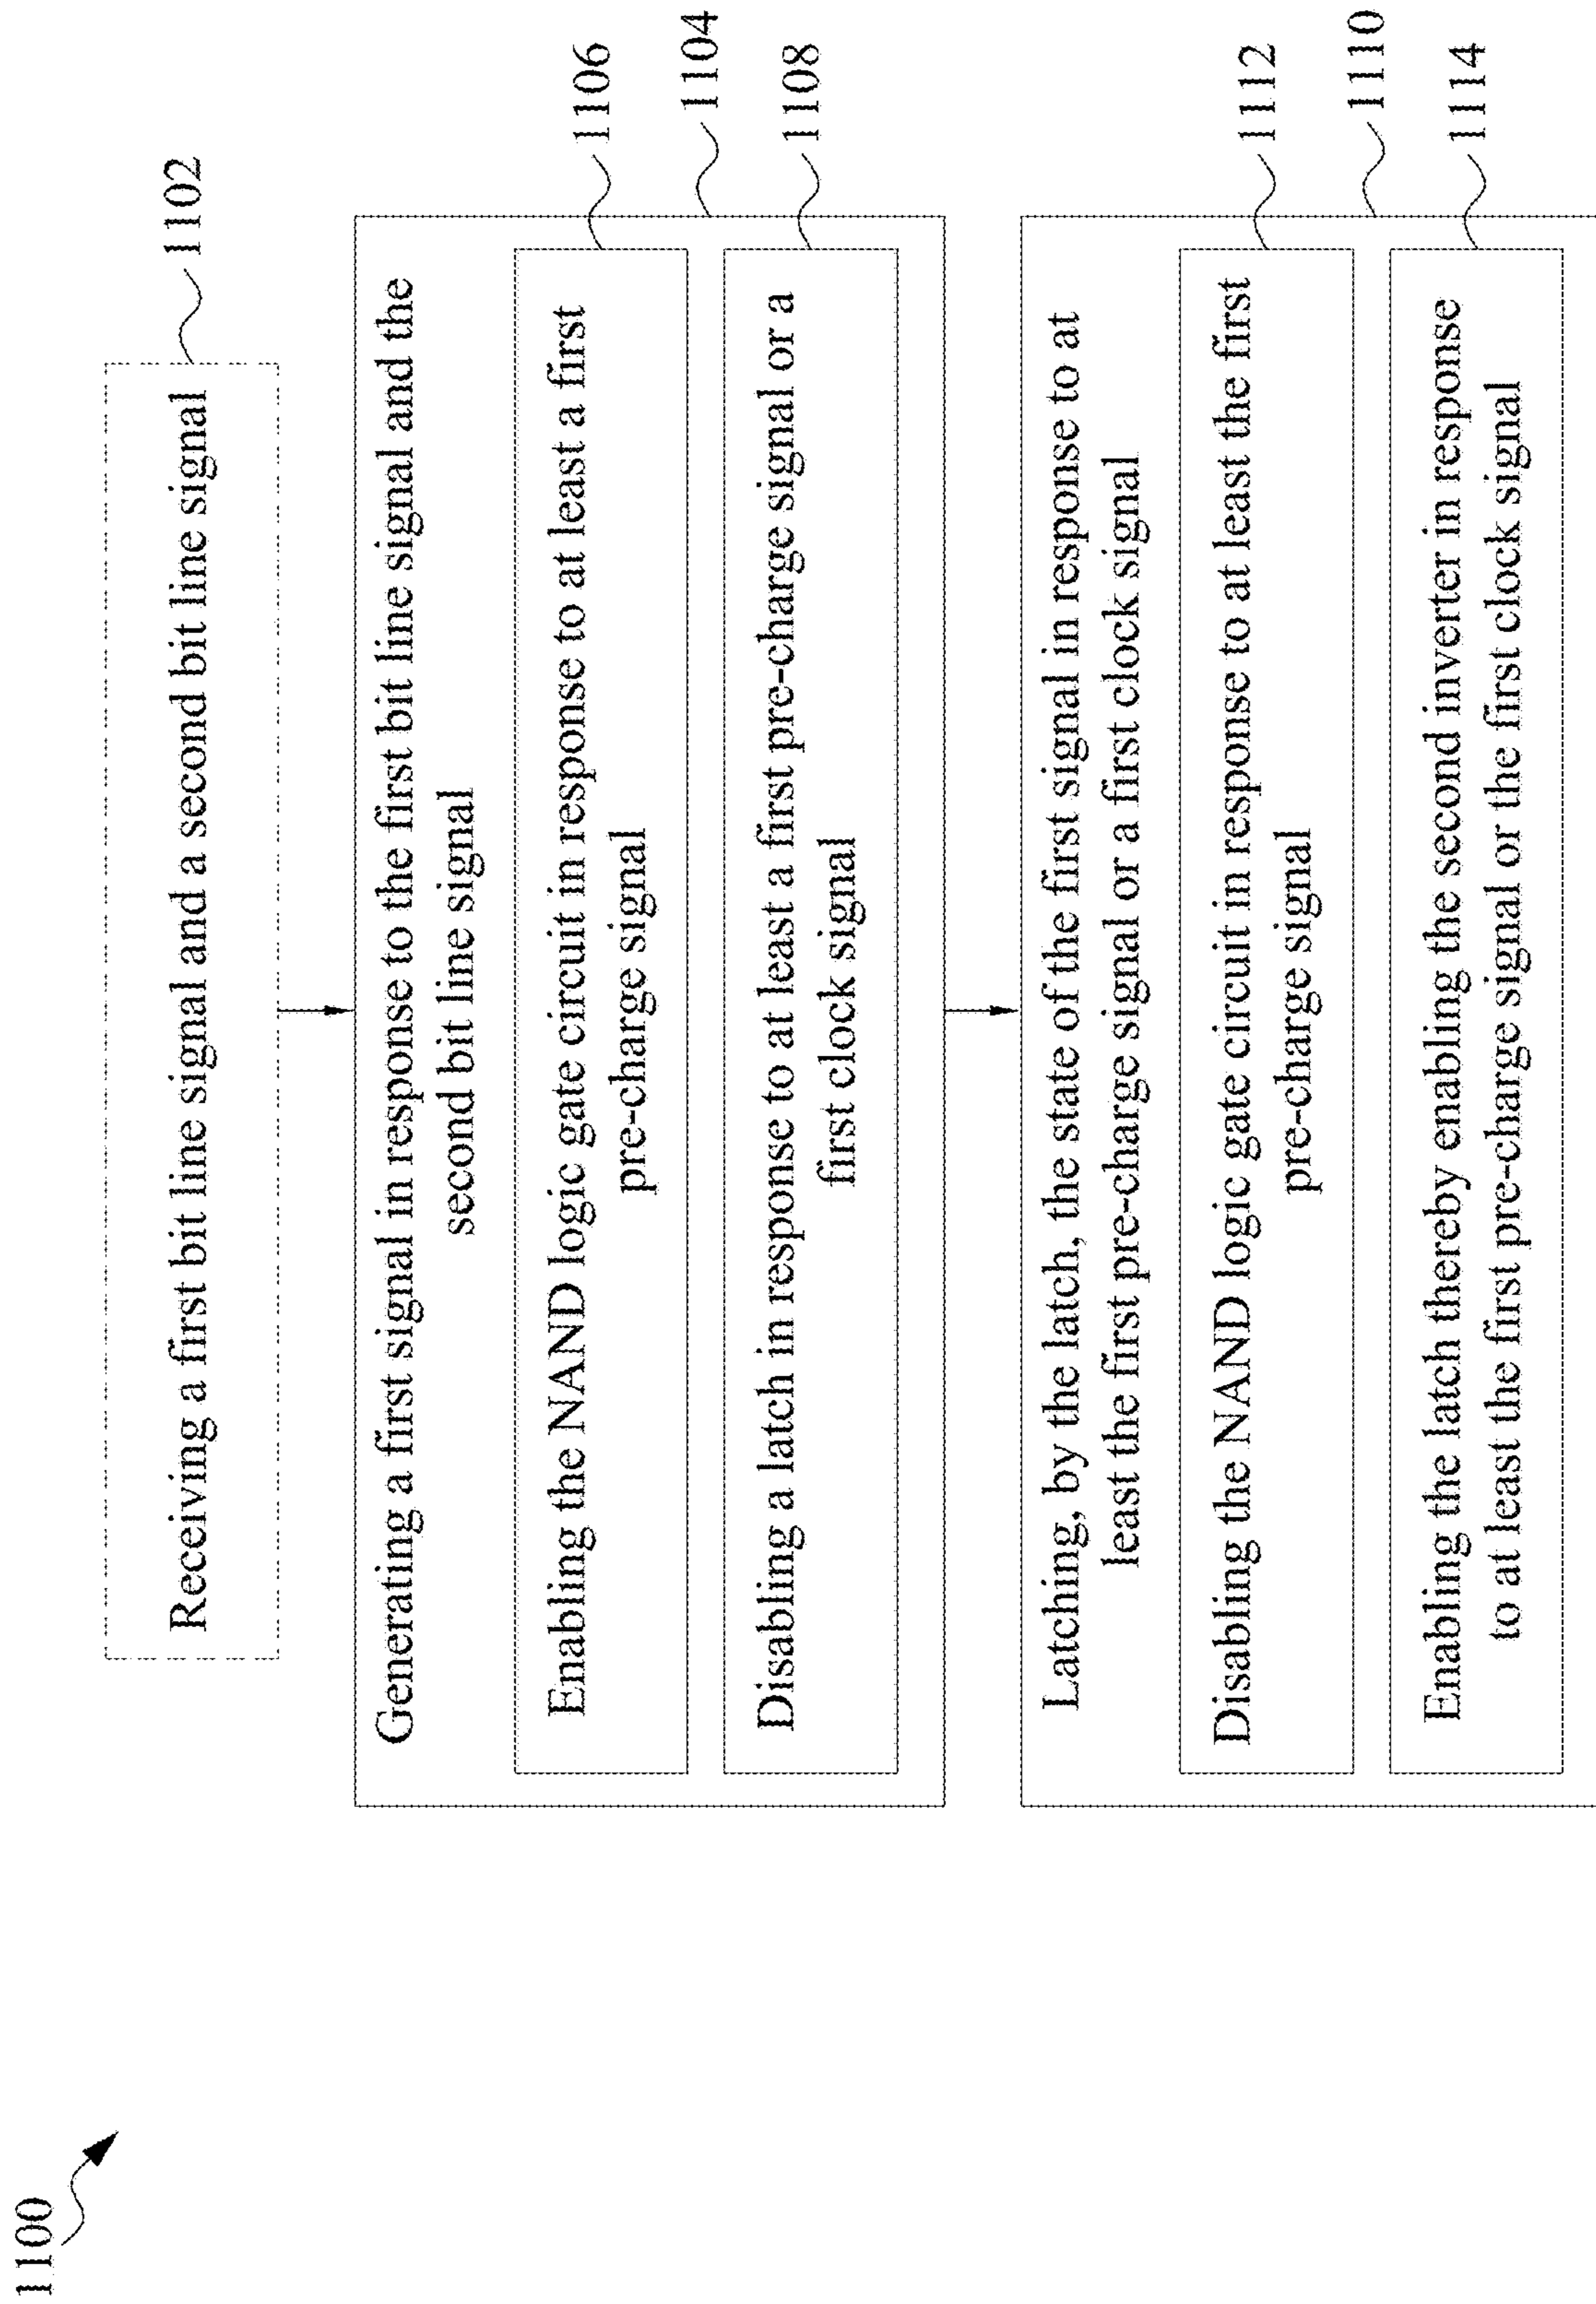 1100
Receiving a first bit line signal and a second bit line signal
1102
Generating a first signal in response to the first bit line signal and the
second bit line signal
1104
Enabling the NAND logic gate circuit in response to at least a first
pre-charge signal
1106
Disabling a latch in response to at least a first pre-charge signal or a
first clock signal
1108
Latching, by the latch, the state of the first signal in response to at
least the first pre-charge signal or a first clock signal
1110
Disabling the NAND logic gate circuit in response to at least the first
pre-charge signal
1112
Enabling the latch thereby enabling the second inverter in response
to at least the first pre-charge signal or the first clock signal
1114